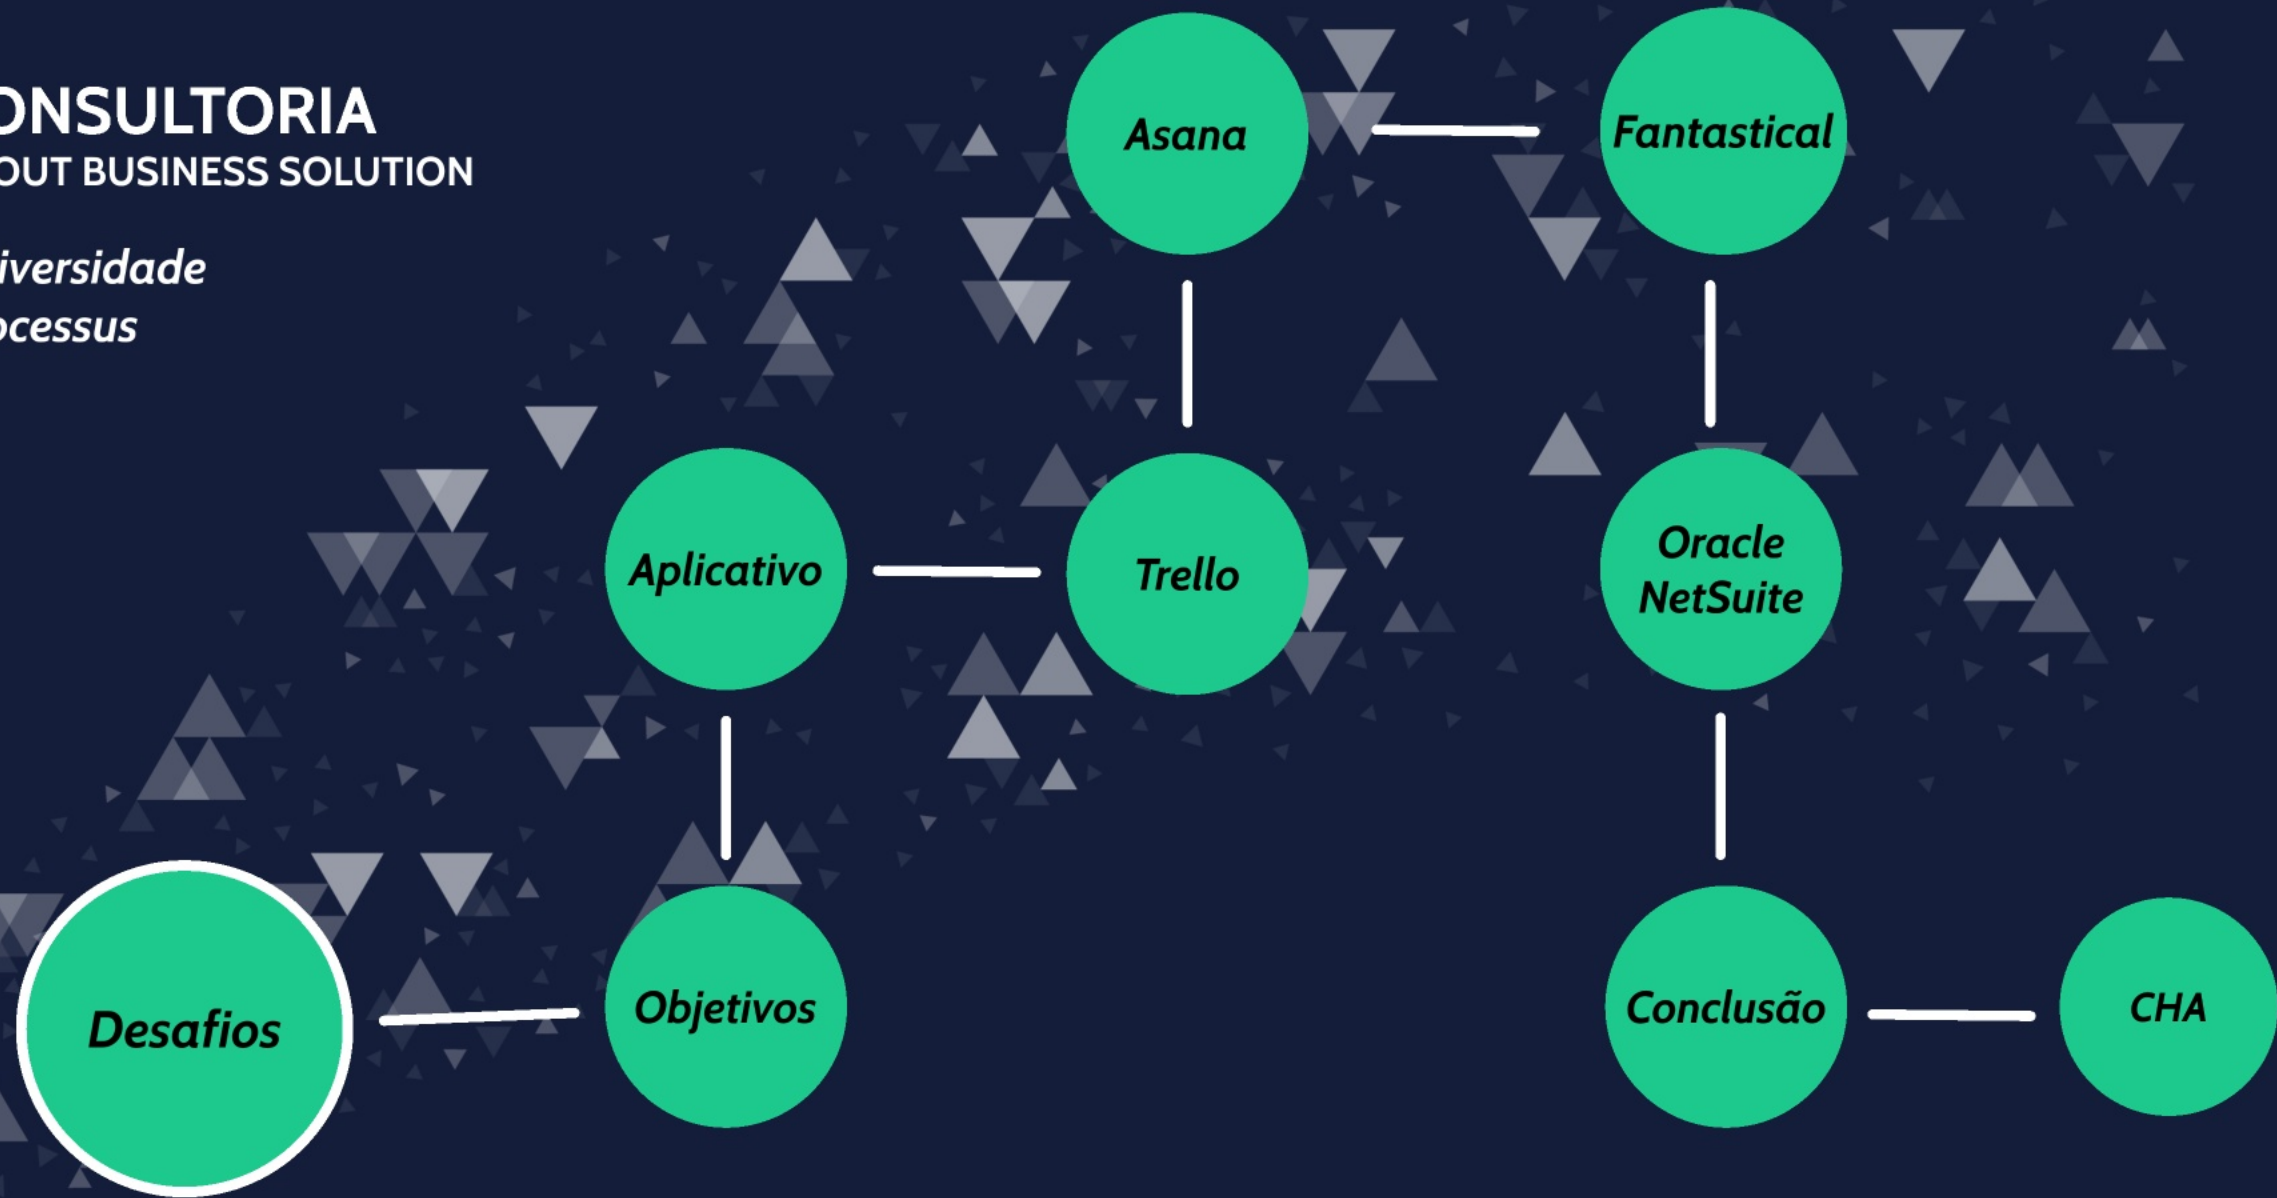 ONSULTORIA
OUT BUSINESS SOLUTION
iversidade
ocessus
Asana
Fantastical
Aplicativo
Trello
Oracle
NetSuite
Desafios
Objetivos
Conclusão
CHA